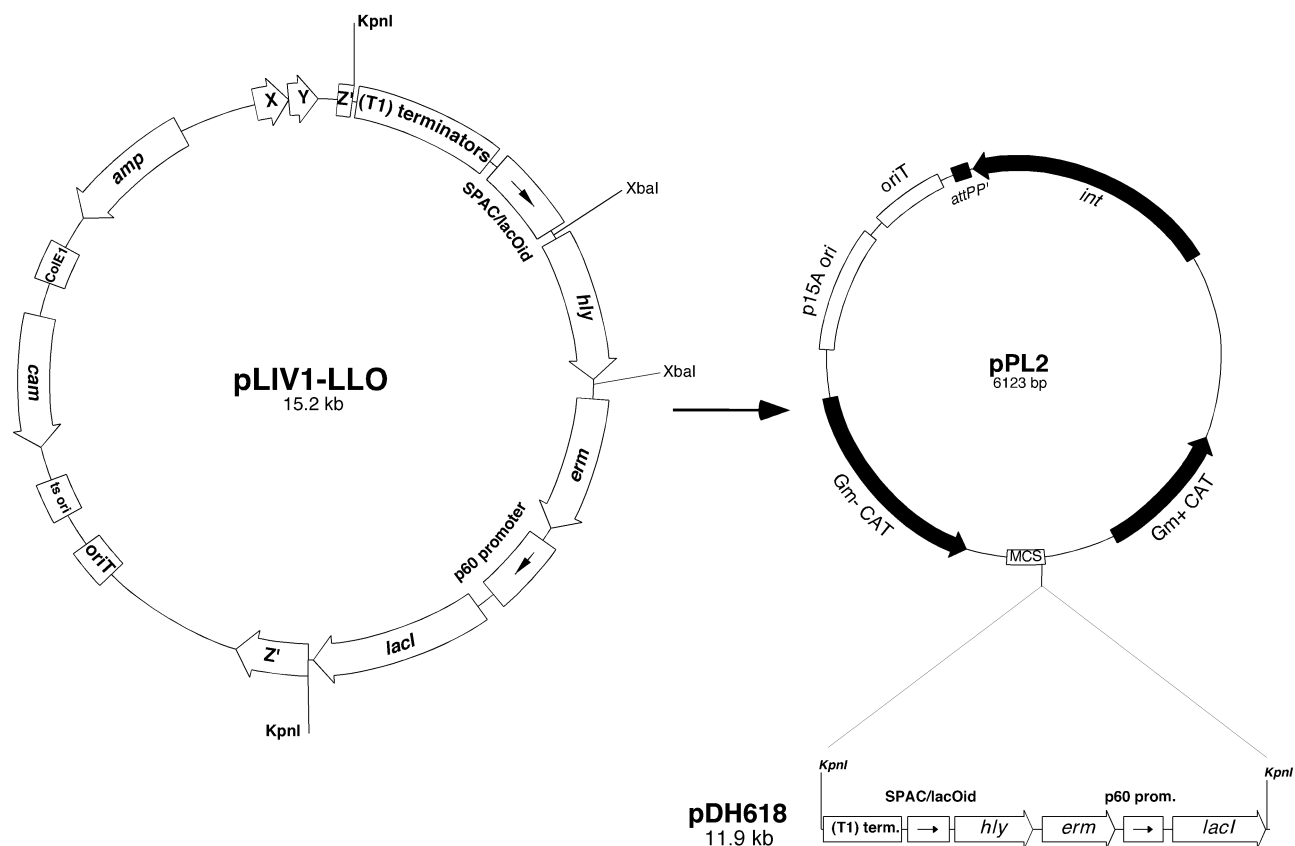 KpnI
X
Y
Z'
(T1) terminators
SPAC/lacOid
XbaI
hly
XbaI
erm
p60 promoter
lacI
Z'
KpnI
oriT
ts ori
cam
ColE1
amp
pLIV1-LLO
15.2 kb
oriT
attPP'
int
p15A ori
pPL2
6123 bp
Gm- CAT
Gm+ CAT
MCS
KpnI
KpnI
SPAC/lacOid
p60 prom.
pDH618
11.9 kb
(T1) term.
hly
erm
lacI